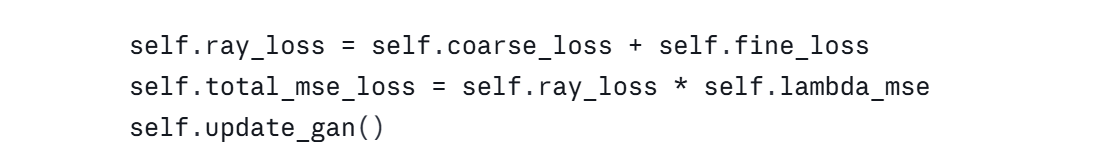 self.ray_loss = self.coarse_loss + self.fine_loss
self.total_mse_loss = self.ray_loss * self.lambda_mse
self.update_gan()